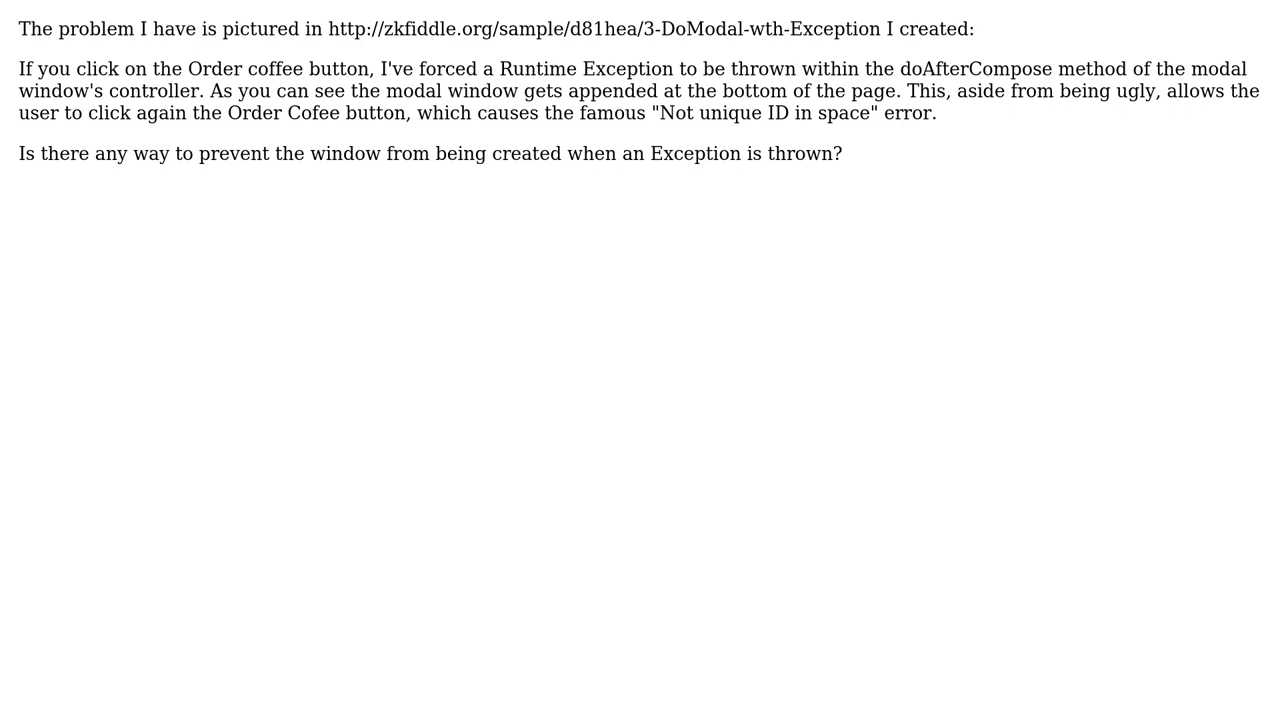 The problem I have is pictured in http://zkfiddle.org/sample/d81hea/3-DoModal-wth-Exception I created:
If you click on the Order coffee button, I've forced a Runtime Exception to be thrown within the doAfterCompose method of the modal
window's controller. As you can see the modal window gets appended at the bottom of the page. This, aside from being ugly, allows the
user to click again the Order Cofee button, which causes the famous "Not unique ID in space" error.
Is there any way to prevent the window from being created when an Exception is thrown?